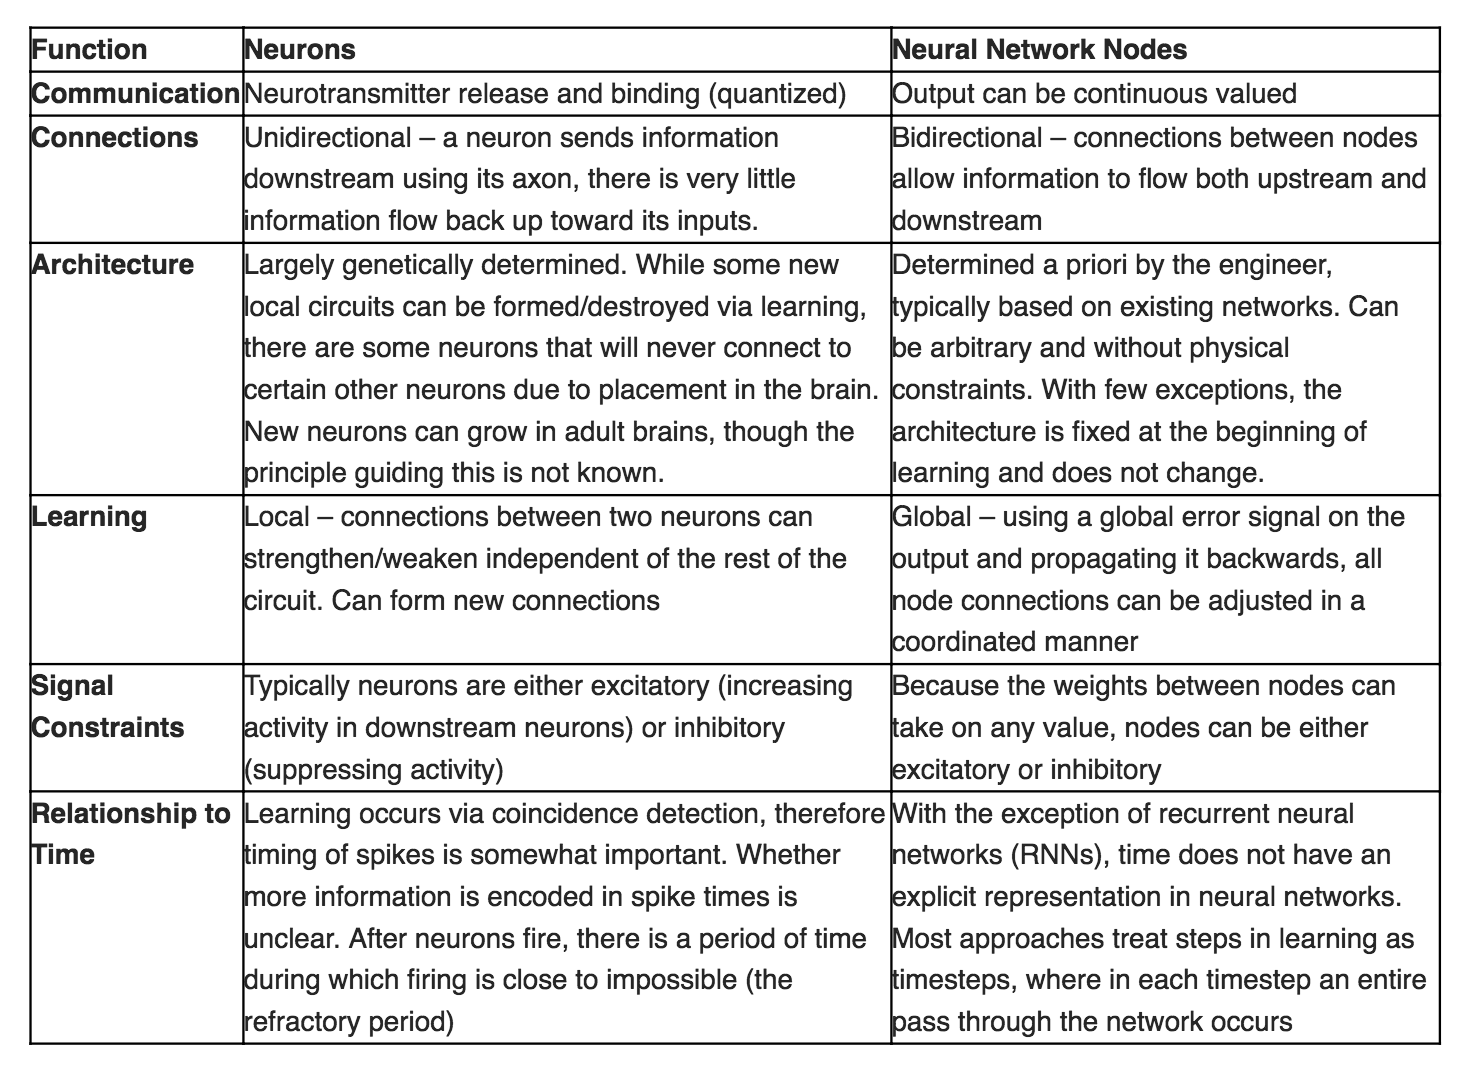 Function
Neurons
Neural Network Nodes
Communication
Neurotransmitter release and binding (quantized)
Output can be continuous valued
Connections
Unidirectional – a neuron sends information
downstream using its axon, there is very little
information flow back up toward its inputs.
Bidirectional – connections between nodes
allow information to flow both upstream and
downstream
Architecture
Largely genetically determined. While some new
local circuits can be formed/destroyed via learning,
there are some neurons that will never connect to
certain other neurons due to placement in the brain.
New neurons can grow in adult brains, though the
principle guiding this is not known.
Determined a priori by the engineer,
typically based on existing networks. Can
be arbitrary and without physical
constraints. With few exceptions, the
architecture is fixed at the beginning of
learning and does not change.
Learning
Local – connections between two neurons can
strengthen/weaken independent of the rest of the
circuit. Can form new connections
Global – using a global error signal on the
output and propagating it backwards, all
node connections can be adjusted in a
coordinated manner
Signal
Constraints
Typically neurons are either excitatory (increasing
activity in downstream neurons) or inhibitory
(suppressing activity)
Because the weights between nodes can
take on any value, nodes can be either
excitatory or inhibitory
Relationship to
Time
Learning occurs via coincidence detection, therefore
timing of spikes is somewhat important. Whether
more information is encoded in spike times is
unclear. After neurons fire, there is a period of time
during which firing is close to impossible (the
refractory period)
With the exception of recurrent neural
networks (RNNs), time does not have an
explicit representation in neural networks.
Most approaches treat steps in learning as
timesteps, where in each timestep an entire
pass through the network occurs